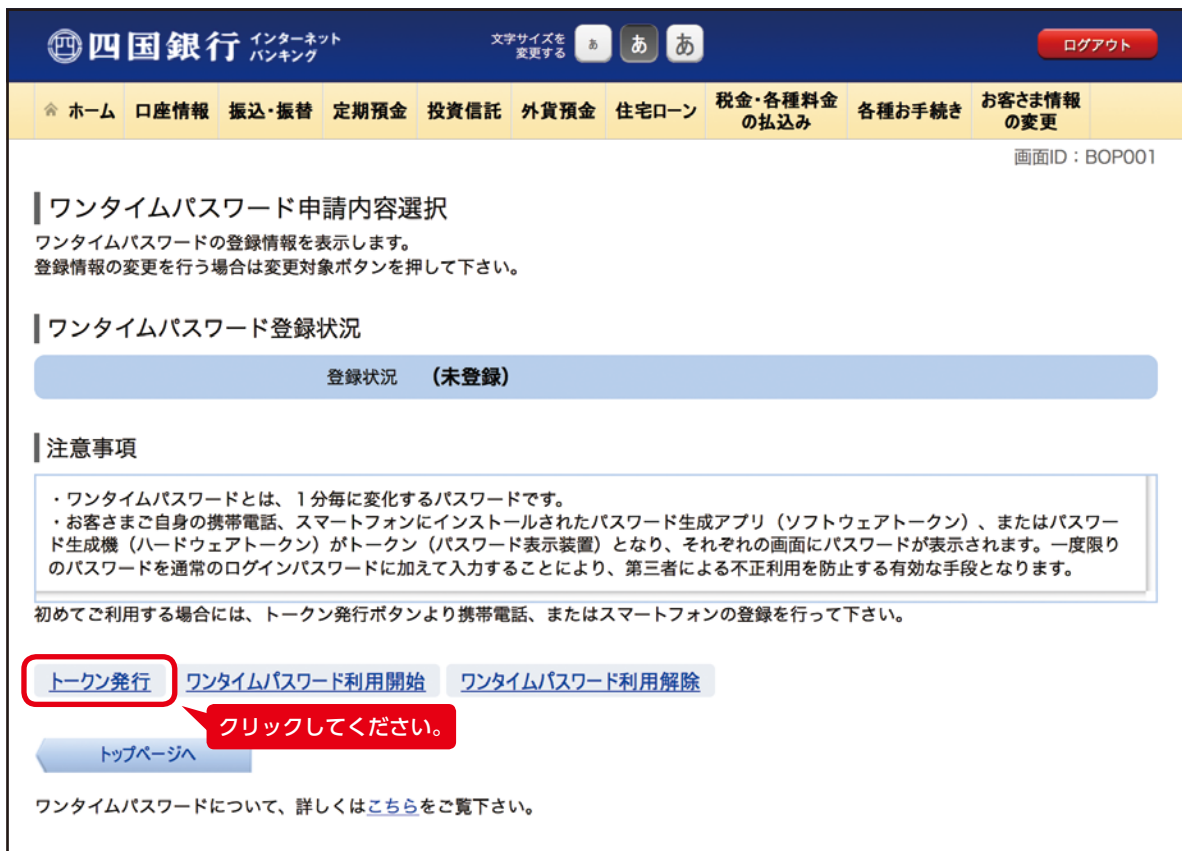 四国銀行 インターネットバンキング
文字サイズを変更する あ あ あ
ログアウト
ホーム 口座情報 振込・振替 定期預金 投資信託 外貨預金 住宅ローン 税金・各種料金の払込み 各種お手続き お客さま情報の変更
画面ID：BOP001
ワンタイムパスワード申請内容選択
ワンタイムパスワードの登録情報を表示します。
登録情報の変更を行う場合は変更対象ボタンを押して下さい。
ワンタイムパスワード登録状況
登録状況 (未登録)
注意事項
・ワンタイムパスワードとは、１分毎に変化するパスワードです。
・お客さまご自身の携帯電話、スマートフォンにインストールされたパスワード生成アプリ（ソフトウェアトークン）、またはパスワー
ド生成機（ハードウェアトークン）がトークン（パスワード表示装置）となり、それぞれの画面にパスワードが表示されます。一度限り
のパスワードを通常のログインパスワードに加えて入力することにより、第三者による不正利用を防止する有効な手段となります。
初めてご利用する場合には、トークン発行ボタンより携帯電話、またはスマートフォンの登録を行って下さい。
トークン発行 ワンタイムパスワード利用開始 ワンタイムパスワード利用解除
クリックしてください。
トップページへ
ワンタイムパスワードについて、詳しくはこちらをご覧下さい。